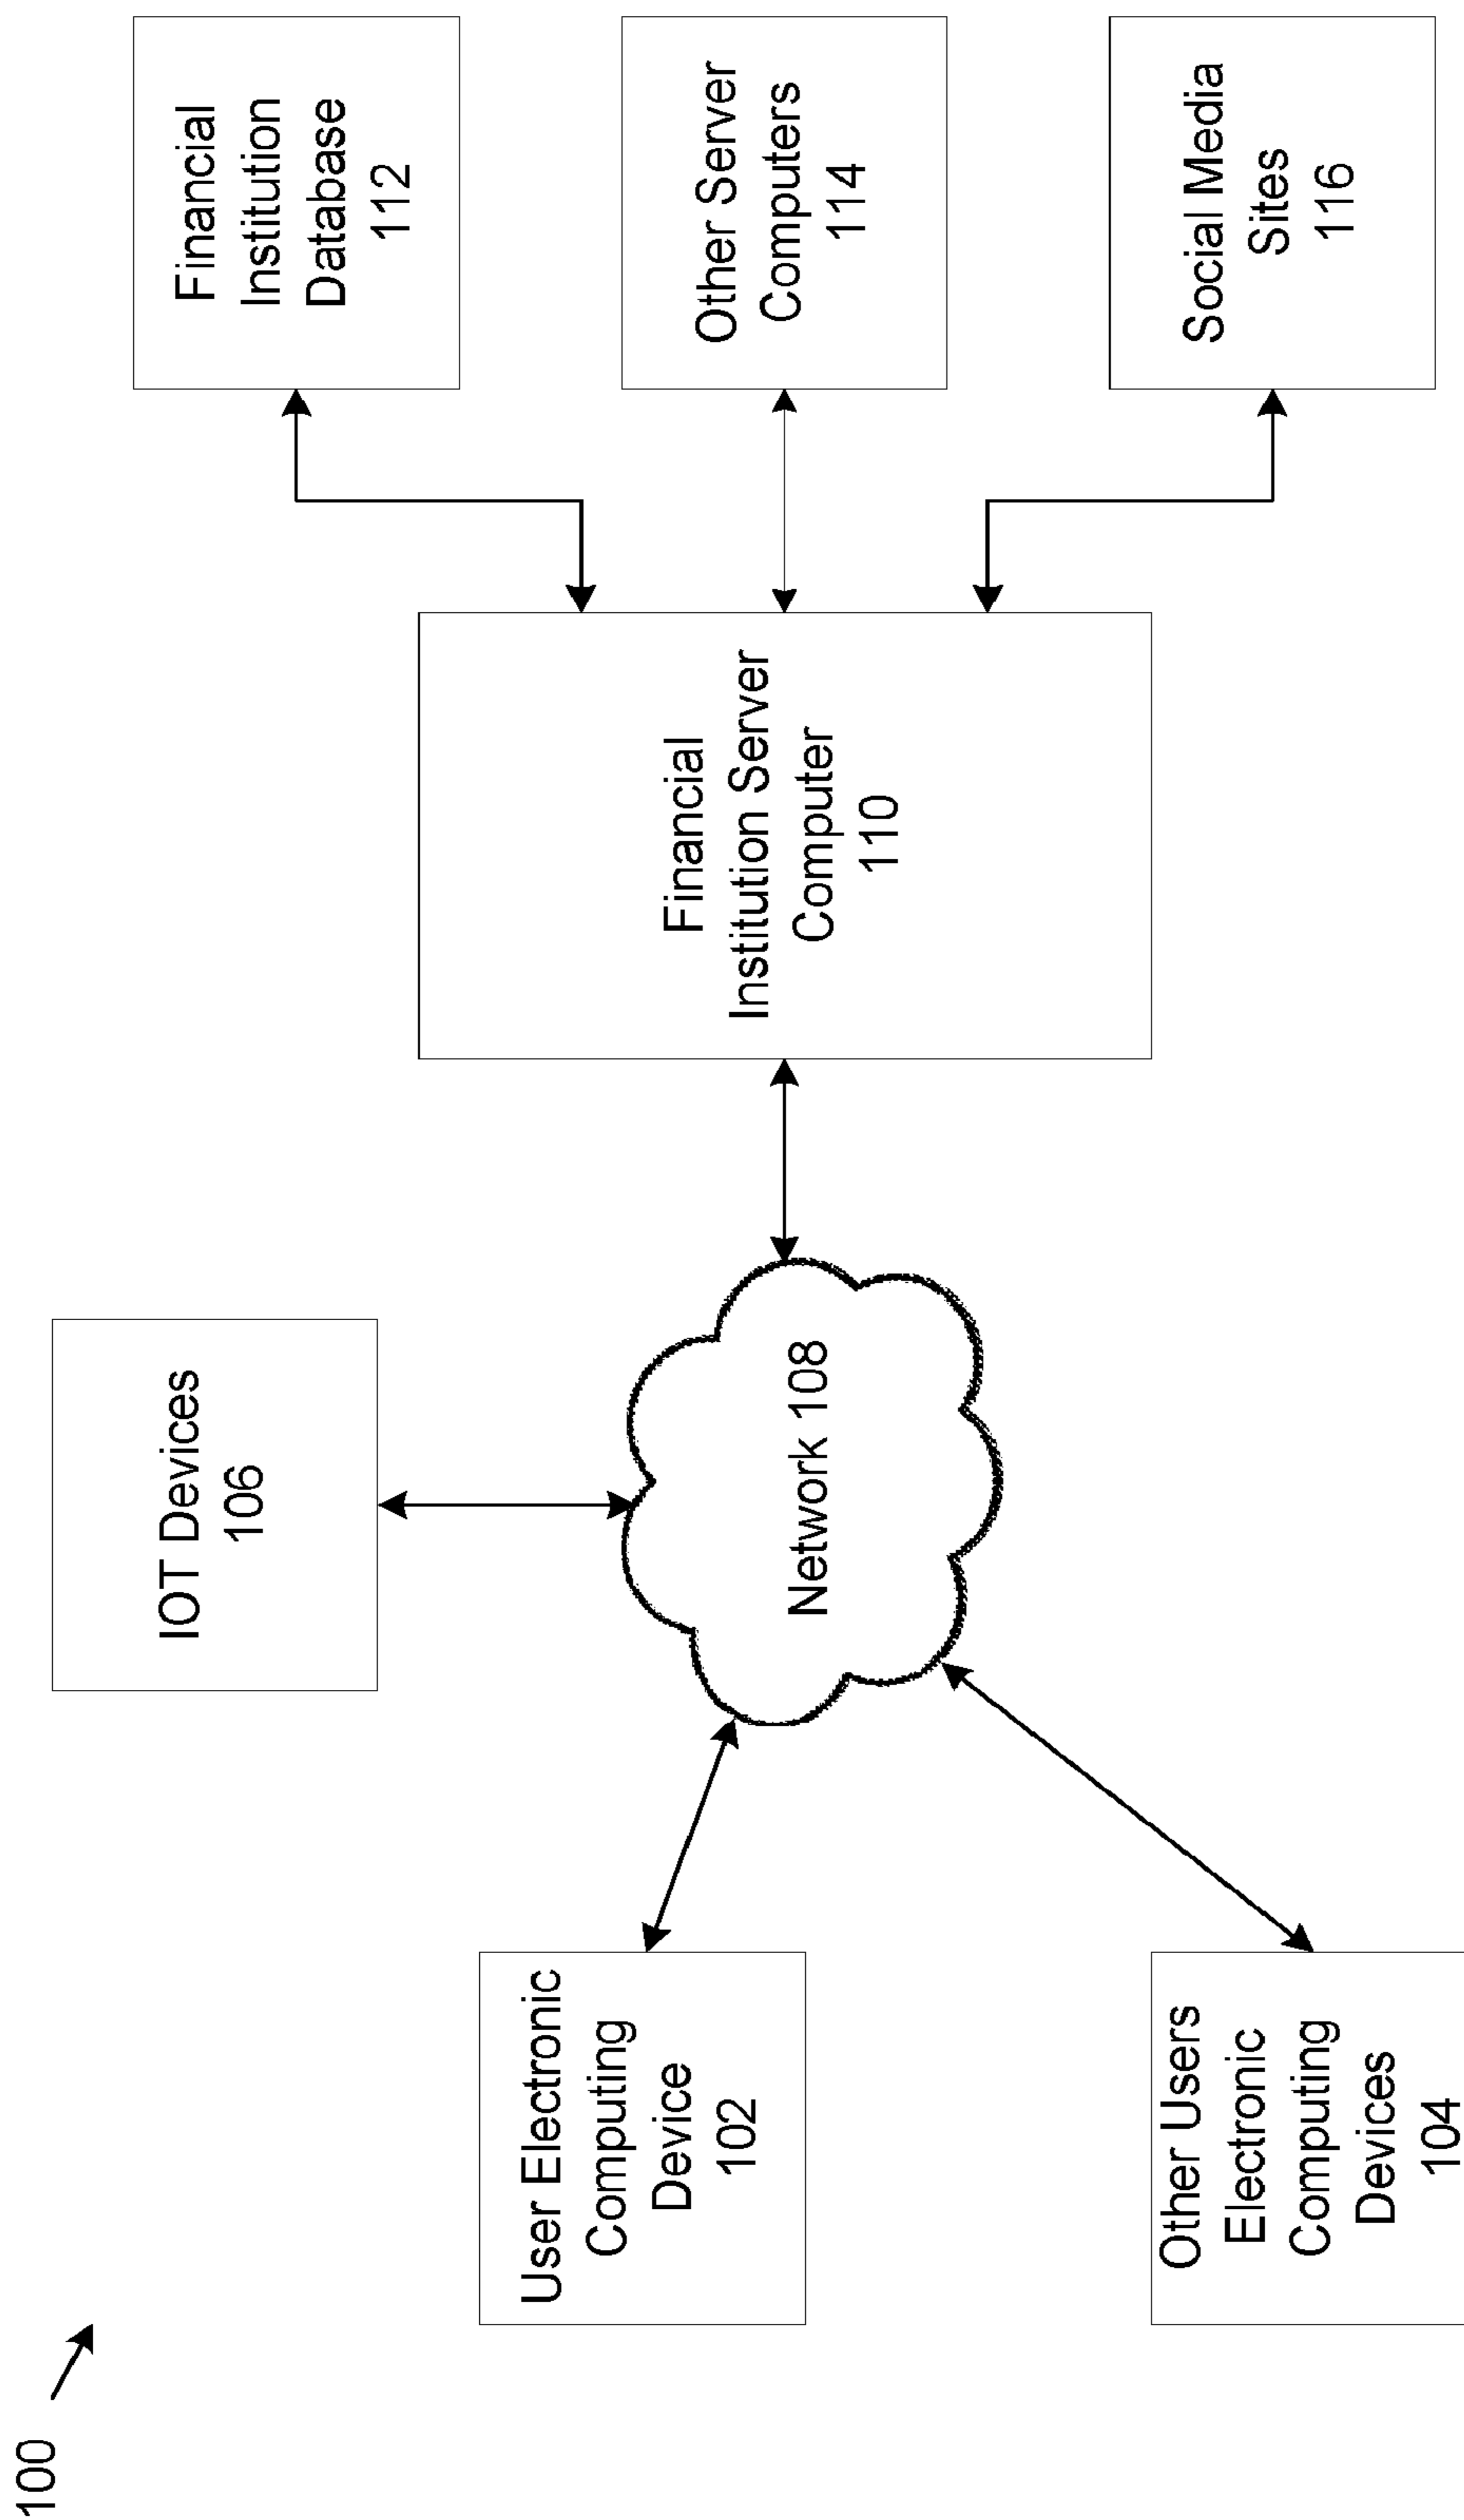 100
User Electronic
Computing
Device
102
Other Users
Electronic
Computing
Devices
104
IOT Devices
106
Network 108
Financial
Institution Server
Computer
110
Financial
Institution
Database
112
Other Server
Computers
114
Social Media
Sites
116